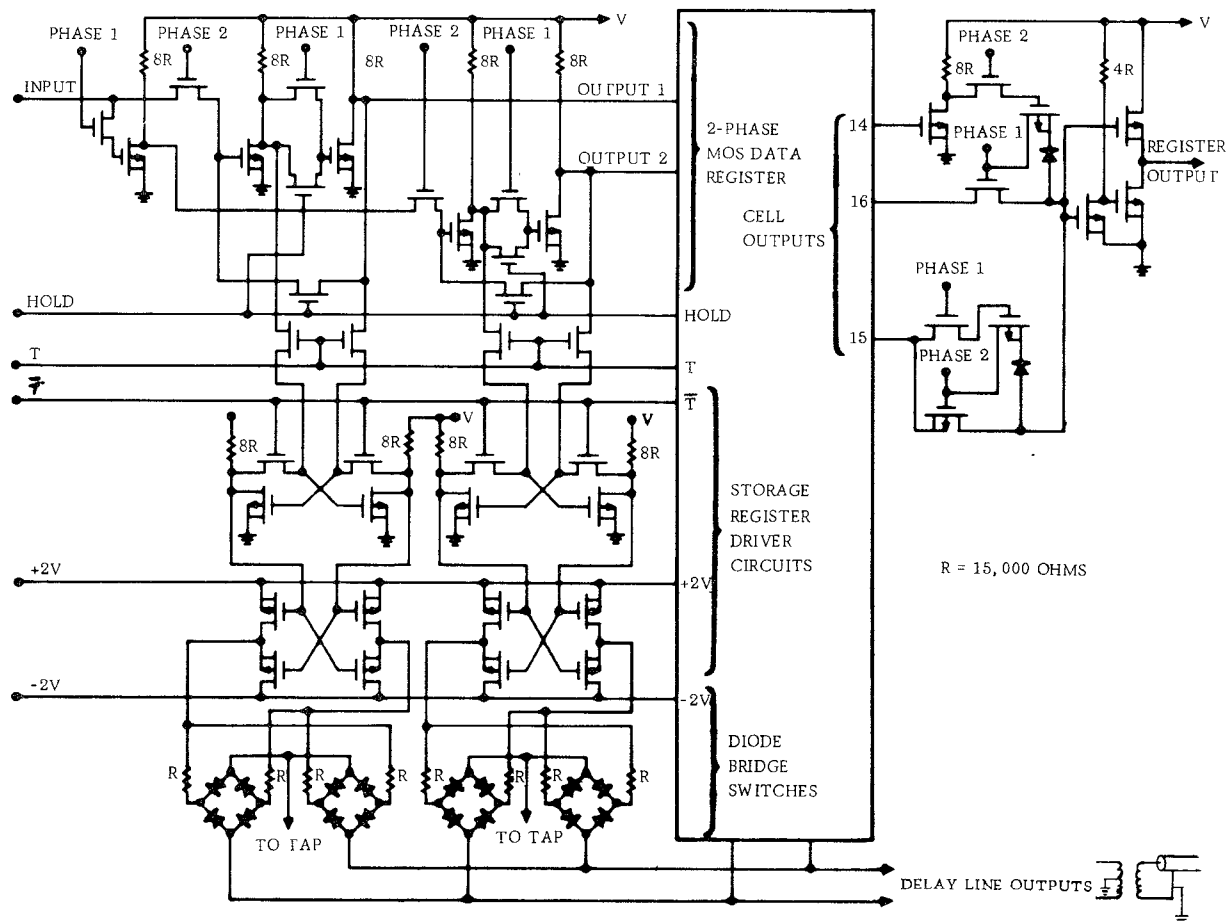 V
V
PHASE 1
PHASE 2
PHASE 1
PHASE 2
PHASE 1
PHASE 2
8R
8R
8R
8R
8R
8R
4R
INPUT
OUTPUT 1
2-PHASE
MOS DATA
REGISTER
14
PHASE 1
REGISTER
OUTPUT
OUTPUT 2
CELL
OUTPUTS
16
PHASE 1
HOLD
HOLD
15
PHASE 2
T
T
T̅
T̅
V
V
8R
8R
8R
8R
STORAGE
REGISTER
DRIVER
CIRCUITS
R = 15,000 OHMS
+2V
+2V
-2V
-2V
DIODE
BRIDGE
SWITCHES
R
R
R
R
R
R
R
R
TO TAP
TO TAP
DELAY LINE OUTPUTS